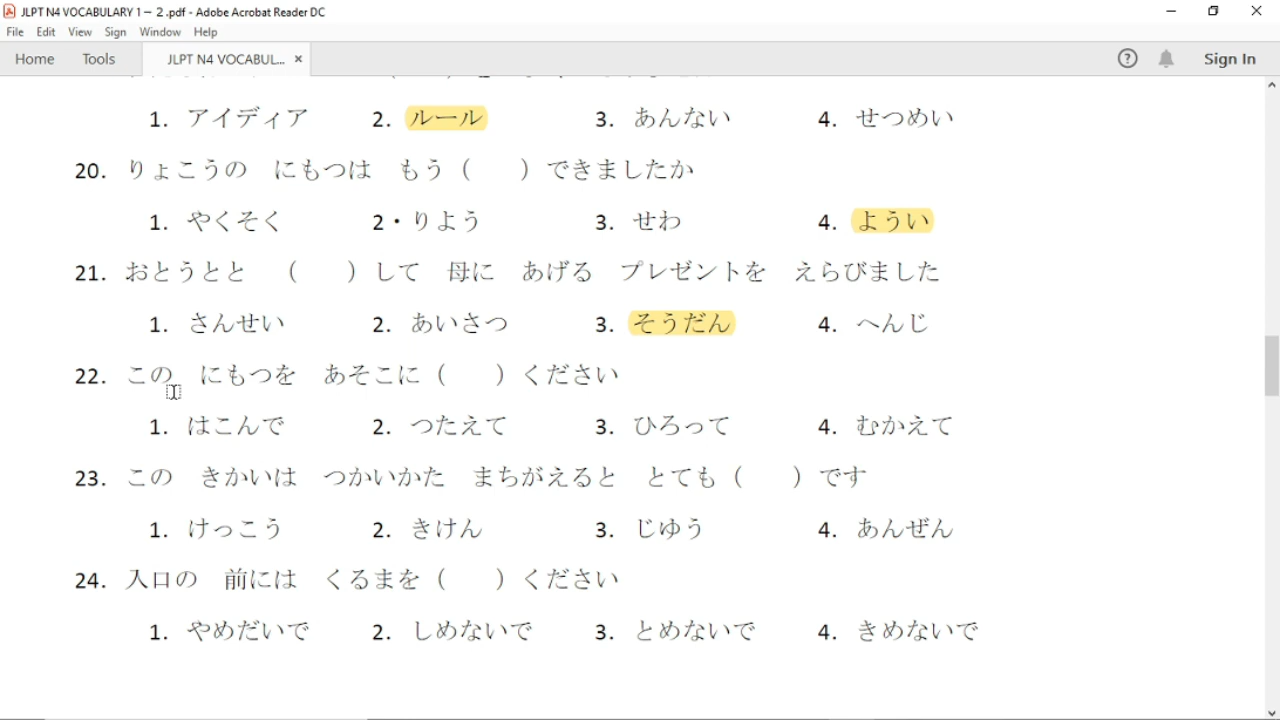 JLPT N4 VOCABULARY 1－ 2 .pdf - Adobe Acrobat Reader DC
File Edit View Sign Window Help
Home Tools JLPT N4 VOCABUL... × ? Sign In
1. アイディア 2. ルール 3. あんない 4. せつめい
20. りょこうの にもつは もう（ ）できましたか
1. やくそく 2・りよう 3. せわ 4. ようい
21. おとうとと （ ）して 母に あげる プレゼントを えらびました
1. さんせい 2. あいさつ 3. そうだん 4. へんじ
22. この にもつを あそこに（ ）ください
1. はこんで 2. つたえて 3. ひろって 4. むかえて
23. この きかいは つかいかた まちがえると とても（ ）です
1. けっこう 2. きけん 3. じゆう 4. あんぜん
24. 入口の 前には くるまを（ ）ください
1. やめだいで 2. しめないで 3. とめないで 4. きめないで